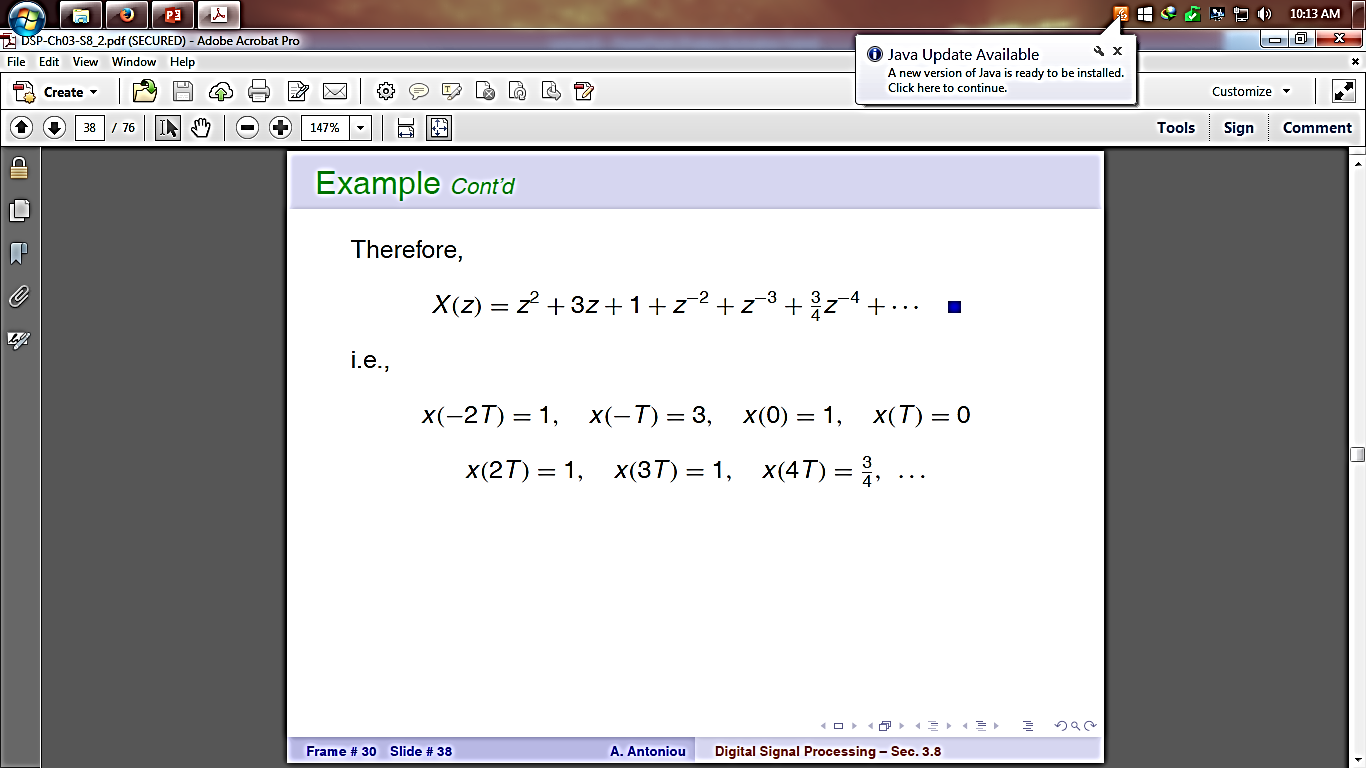 10:13 AM
DSP-Ch03-S8_2.pdf (SECURED) - Adobe Acrobat Pro
Java Update Available
A new version of Java is ready to be installed.
Click here to continue.
File Edit View Window Help
Create
Customize
38 / 76
147%
Tools Sign Comment
Example Cont'd
Therefore,
X(z) = z² + 3z + 1 + z⁻² + z⁻³ + ¾z⁻⁴ + ···
i.e.,
x(−2T) = 1, x(−T) = 3, x(0) = 1, x(T) = 0
x(2T) = 1, x(3T) = 1, x(4T) = ¾, ...
Frame # 30 Slide # 38 A. Antoniou Digital Signal Processing – Sec. 3.8